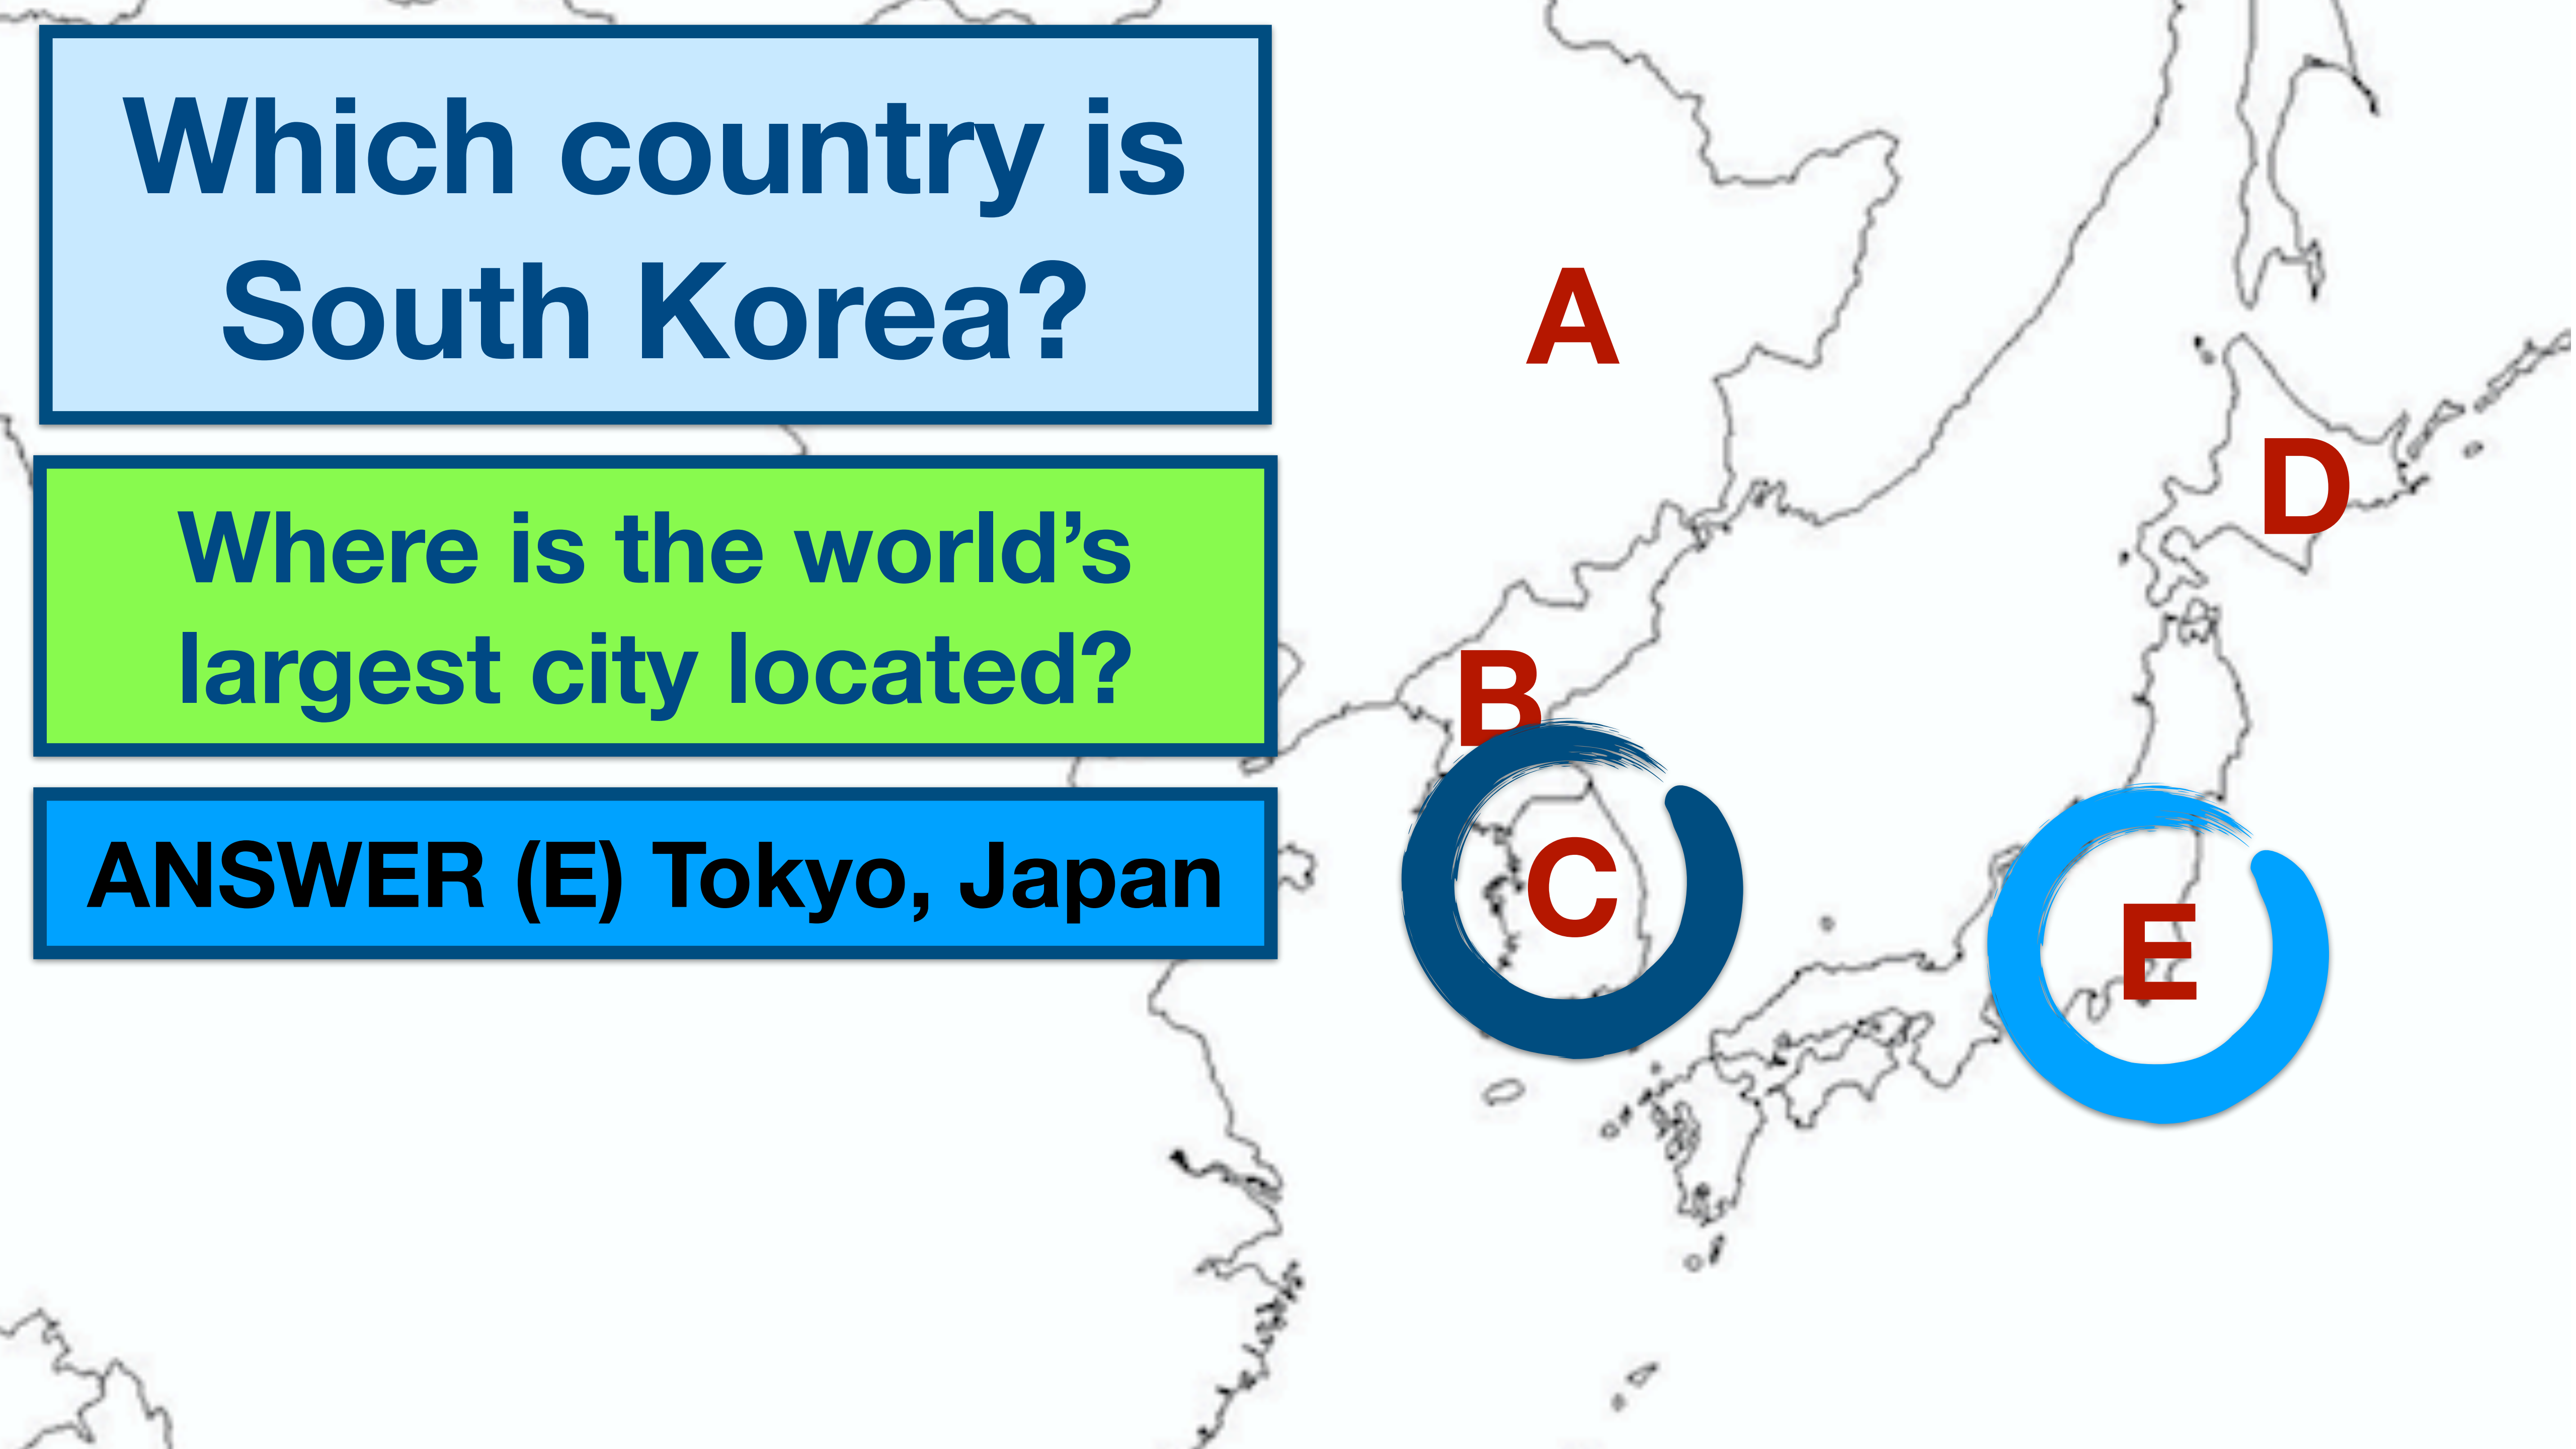 Which country is
South Korea?
Where is the world’s
largest city located?
ANSWER (E) Tokyo, Japan
A
D
B
C
E